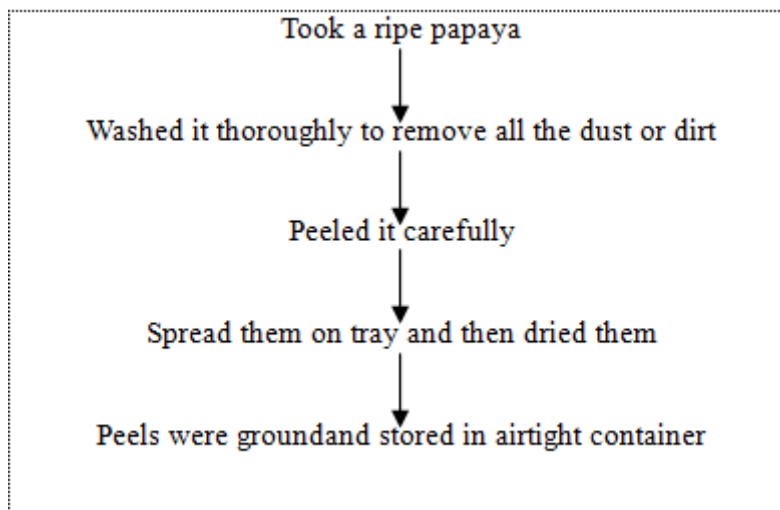 Took a ripe papaya
Washed it thoroughly to remove all the dust or dirt
Peeled it carefully
Spread them on tray and then dried them
Peels were groundand stored in airtight container